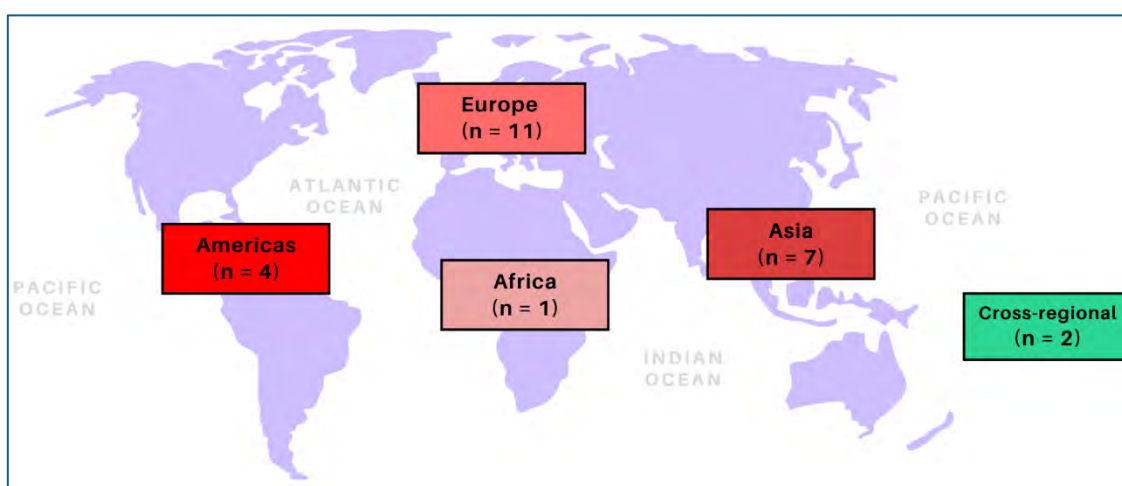 Europe
(n = 11)
ATLANTIC
OCEAN
PACIFIC
OCEAN
Americas
(n = 4)
Asia
(n = 7)
Africa
(n = 1)
PACIFIC
OCEAN
Cross-regional
(n = 2)
INDIAN
OCEAN